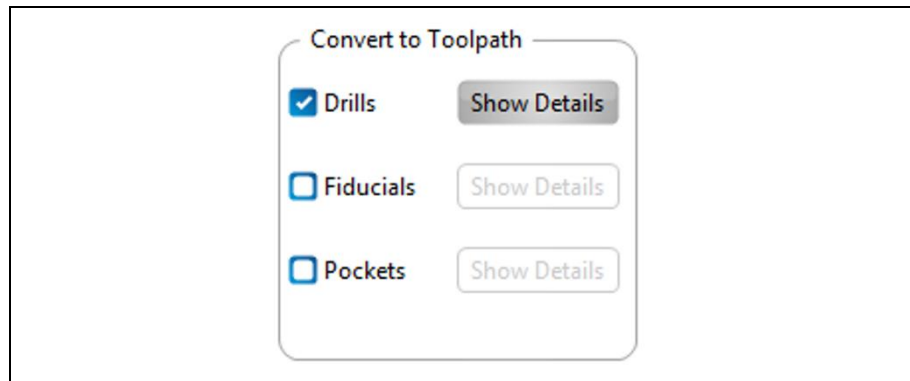 Convert to Toolpath
Drills Show Details
Fiducials Show Details
Pockets Show Details